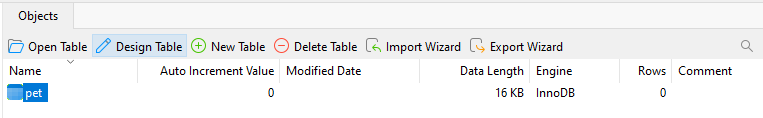 Objects
Open Table Design Table New Table Delete Table Import Wizard Export Wizard
Name Auto Increment Value Modified Date Data Length Engine Rows Comment
pet 0 16 KB InnoDB 0